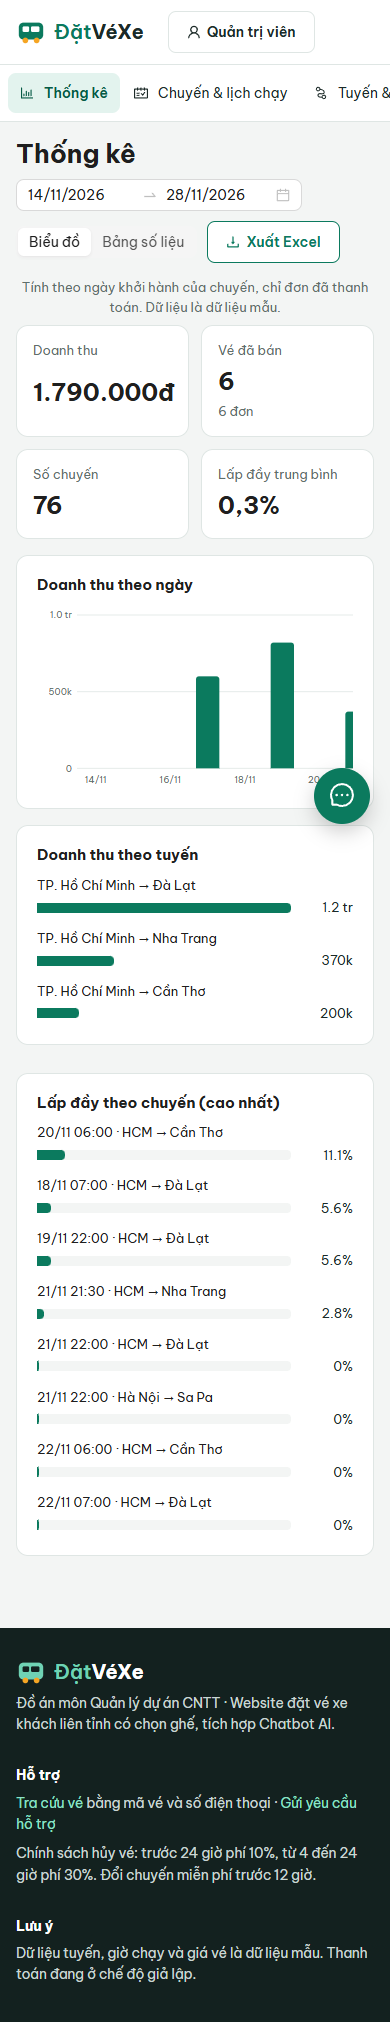 ĐặtVéXe
Quản trị viên
Thống kê
Chuyến & lịch chạy
Tuyến &
Thống kê
14/11/2026 → 28/11/2026
Biểu đồ
Bảng số liệu
Xuất Excel
Tính theo ngày khởi hành của chuyến, chỉ đơn đã thanh
toán. Dữ liệu là dữ liệu mẫu.
Doanh thu
1.790.000đ
Vé đã bán
6
6 đơn
Số chuyến
76
Lấp đầy trung bình
0,3%
Doanh thu theo ngày
1.0 tr
500k
0
14/11
16/11
18/11
20
Doanh thu theo tuyến
TP. Hồ Chí Minh → Đà Lạt
1.2 tr
TP. Hồ Chí Minh → Nha Trang
370k
TP. Hồ Chí Minh → Cần Thơ
200k
Lấp đầy theo chuyến (cao nhất)
20/11 06:00 · HCM → Cần Thơ
11.1%
18/11 07:00 · HCM → Đà Lạt
5.6%
19/11 22:00 · HCM → Đà Lạt
5.6%
21/11 21:30 · HCM → Nha Trang
2.8%
21/11 22:00 · HCM → Đà Lạt
0%
21/11 22:00 · Hà Nội → Sa Pa
0%
22/11 06:00 · HCM → Cần Thơ
0%
22/11 07:00 · HCM → Đà Lạt
0%
ĐặtVéXe
Đồ án môn Quản lý dự án CNTT · Website đặt vé xe
khách liên tỉnh có chọn ghế, tích hợp Chatbot AI.
Hỗ trợ
Tra cứu vé bằng mã vé và số điện thoại · Gửi yêu cầu
hỗ trợ
Chính sách hủy vé: trước 24 giờ phí 10%, từ 4 đến 24
giờ phí 30%. Đổi chuyến miễn phí trước 12 giờ.
Lưu ý
Dữ liệu tuyến, giờ chạy và giá vé là dữ liệu mẫu. Thanh
toán đang ở chế độ giả lập.